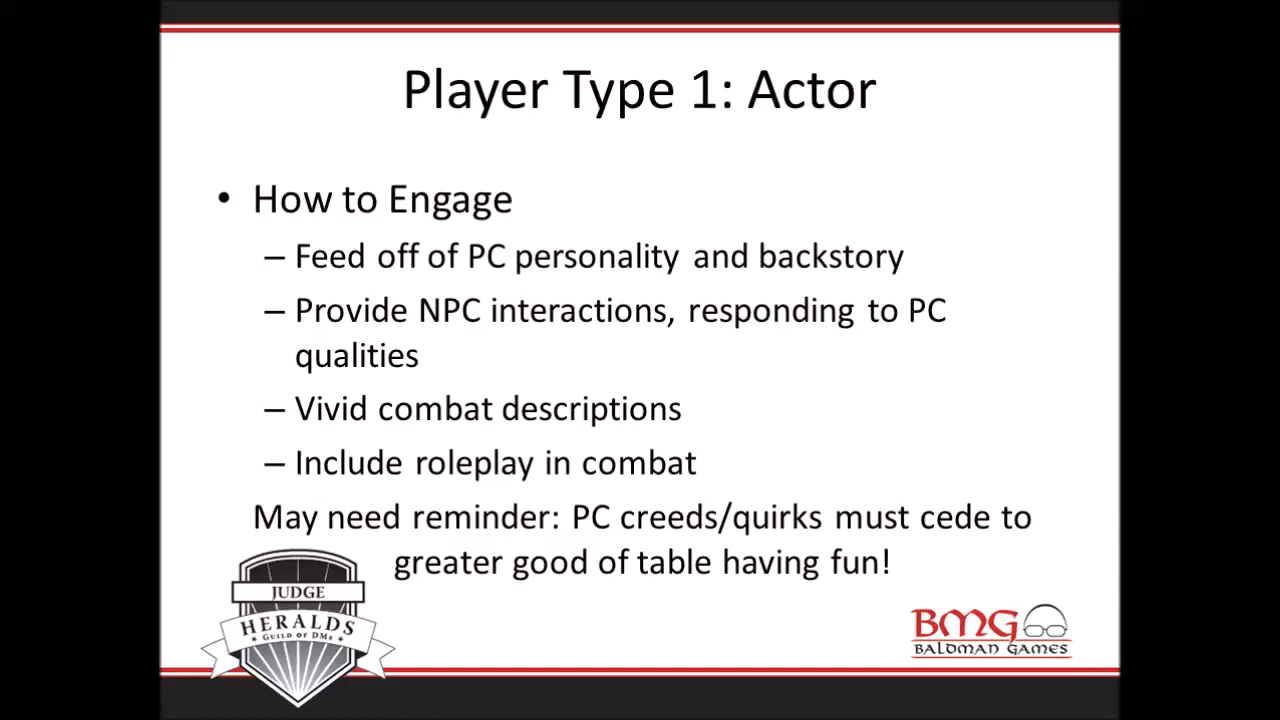 Player Type 1: Actor
• How to Engage
– Feed off of PC personality and backstory
– Provide NPC interactions, responding to PC
qualities
– Vivid combat descriptions
– Include roleplay in combat
May need reminder: PC creeds/quirks must cede to
greater good of table having fun!
JUDGE
HERALDS
GUILD OF DMs
BMG
BALDMAN GAMES